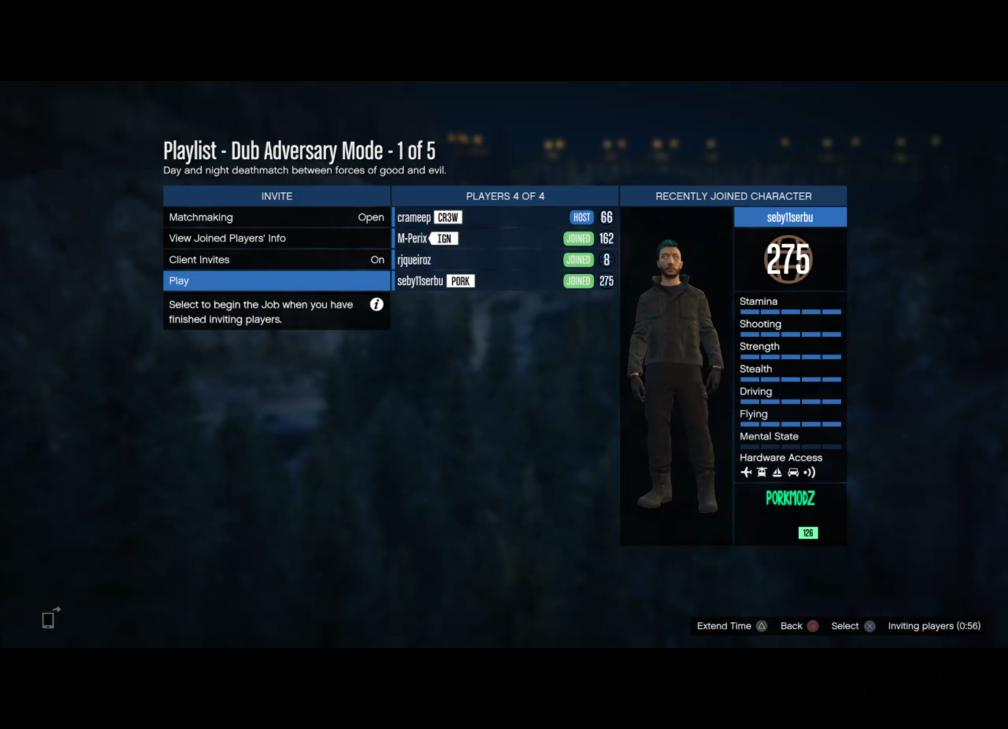 Playlist - Dub Adversary Mode - 1 of 5
Day and night deathmatch between forces of good and evil.
INVITE
Matchmaking Open
View Joined Players' Info
Client Invites On
Play
Select to begin the Job when you have
finished inviting players.
PLAYERS 4 OF 4
crameep CR3W HOST 66
M-Perix IGN JOINED 162
rjqueiroz JOINED 8
seby11serbu PORK JOINED 275
RECENTLY JOINED CHARACTER
seby11serbu
275
Stamina
Shooting
Strength
Stealth
Driving
Flying
Mental State
Hardware Access
PORKMODZ
126
Extend Time Back Select Inviting players (0:56)